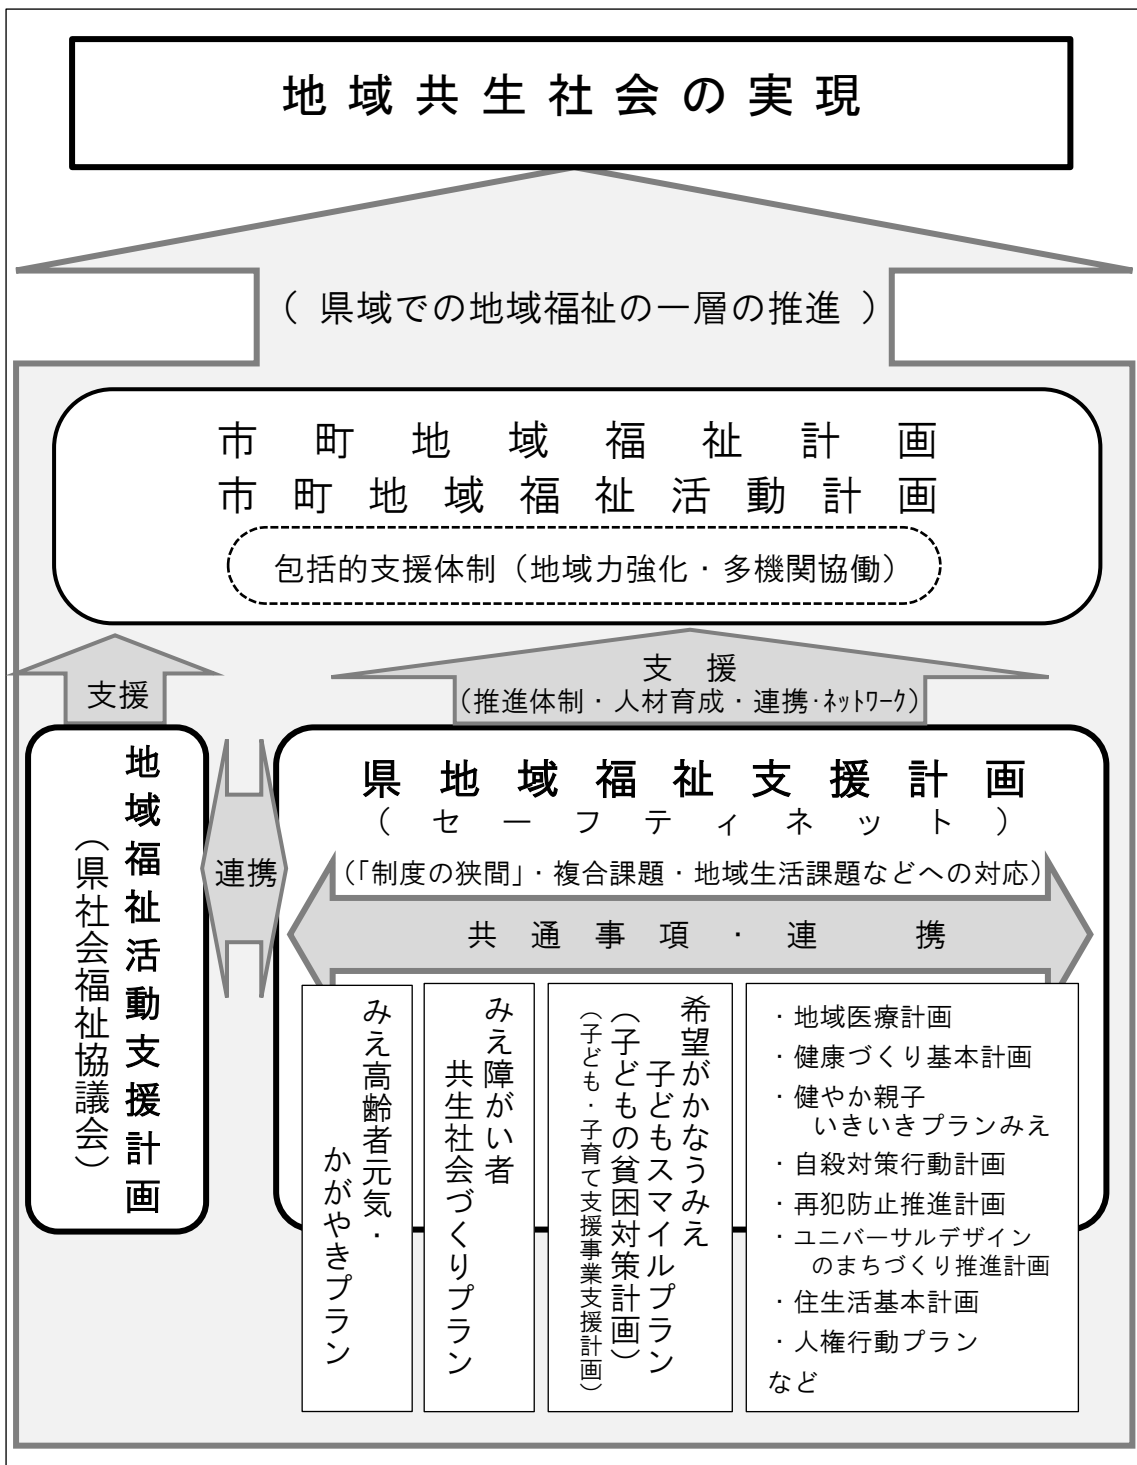 地域共生社会の実現
（ 県域での地域福祉の一層の推進 ）
市町地域福祉計画
市町地域福祉活動計画
包括的支援体制（地域力強化・多機関協働）
支援
支援
（推進体制・人材育成・連携・ﾈｯﾄﾜｰｸ）
地域福祉活動支援計画
（県社会福祉協議会）
連携
県地域福祉支援計画
（セーフティネット）
（「制度の狭間」・複合課題・地域生活課題などへの対応）
共通事項・連携
みえ高齢者元気・
かがやきプラン
みえ障がい者
共生社会づくりプラン
希望がかなうみえ
子どもスマイルプラン
（子どもの貧困対策計画）
（子ども・子育て支援事業支援計画）
・地域医療計画
・健康づくり基本計画
・健やか親子
いきいきプランみえ
・自殺対策行動計画
・再犯防止推進計画
・ユニバーサルデザイン
のまちづくり推進計画
・住生活基本計画
・人権行動プラン
など